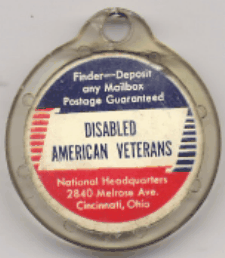 Finder—Deposit
any Mailbox
Postage Guaranteed
DISABLED
AMERICAN VETERANS
National Headquarters
2840 Melrose Ave.
Cincinnati, Ohio